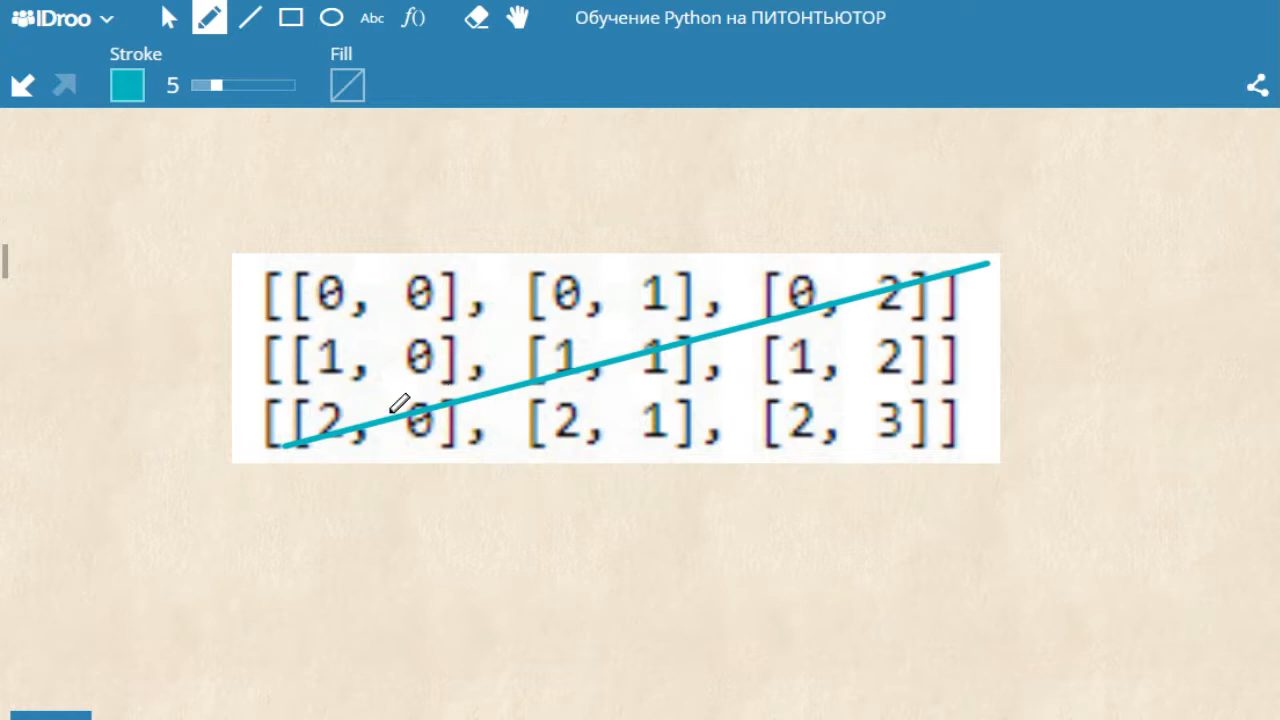 IDroo
Abc
f()
Обучение Python на ПИТОНТЬЮТОР
Stroke
Fill
5
[[0, 0], [0, 1], [0, 2]]
[[1, 0], [1, 1], [1, 2]]
[[2, 0], [2, 1], [2, 3]]